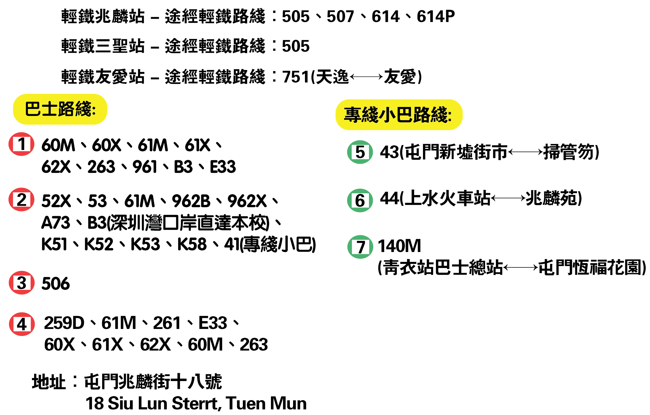 輕鐵兆麟站 – 途經輕鐵路綫：505、507、614、614P
輕鐵三聖站 – 途經輕鐵路綫：505
輕鐵友愛站 – 途經輕鐵路綫：751(天逸⟷友愛)
巴士路綫:
1 60M、60X、61M、61X、
62X、263、961、B3、E33
2 52X、53、61M、962B、962X、
A73、B3(深圳灣口岸直達本校)、
K51、K52、K53、K58、41(專綫小巴)
3 506
4 259D、61M、261、E33、
60X、61X、62X、60M、263
專綫小巴路綫:
5 43(屯門新墟街市⟷掃管笏)
6 44(上水火車站⟷兆麟苑)
7 140M
(青衣站巴士總站⟷屯門恆福花園)
地址：屯門兆麟街十八號
18 Siu Lun Sterrt, Tuen Mun